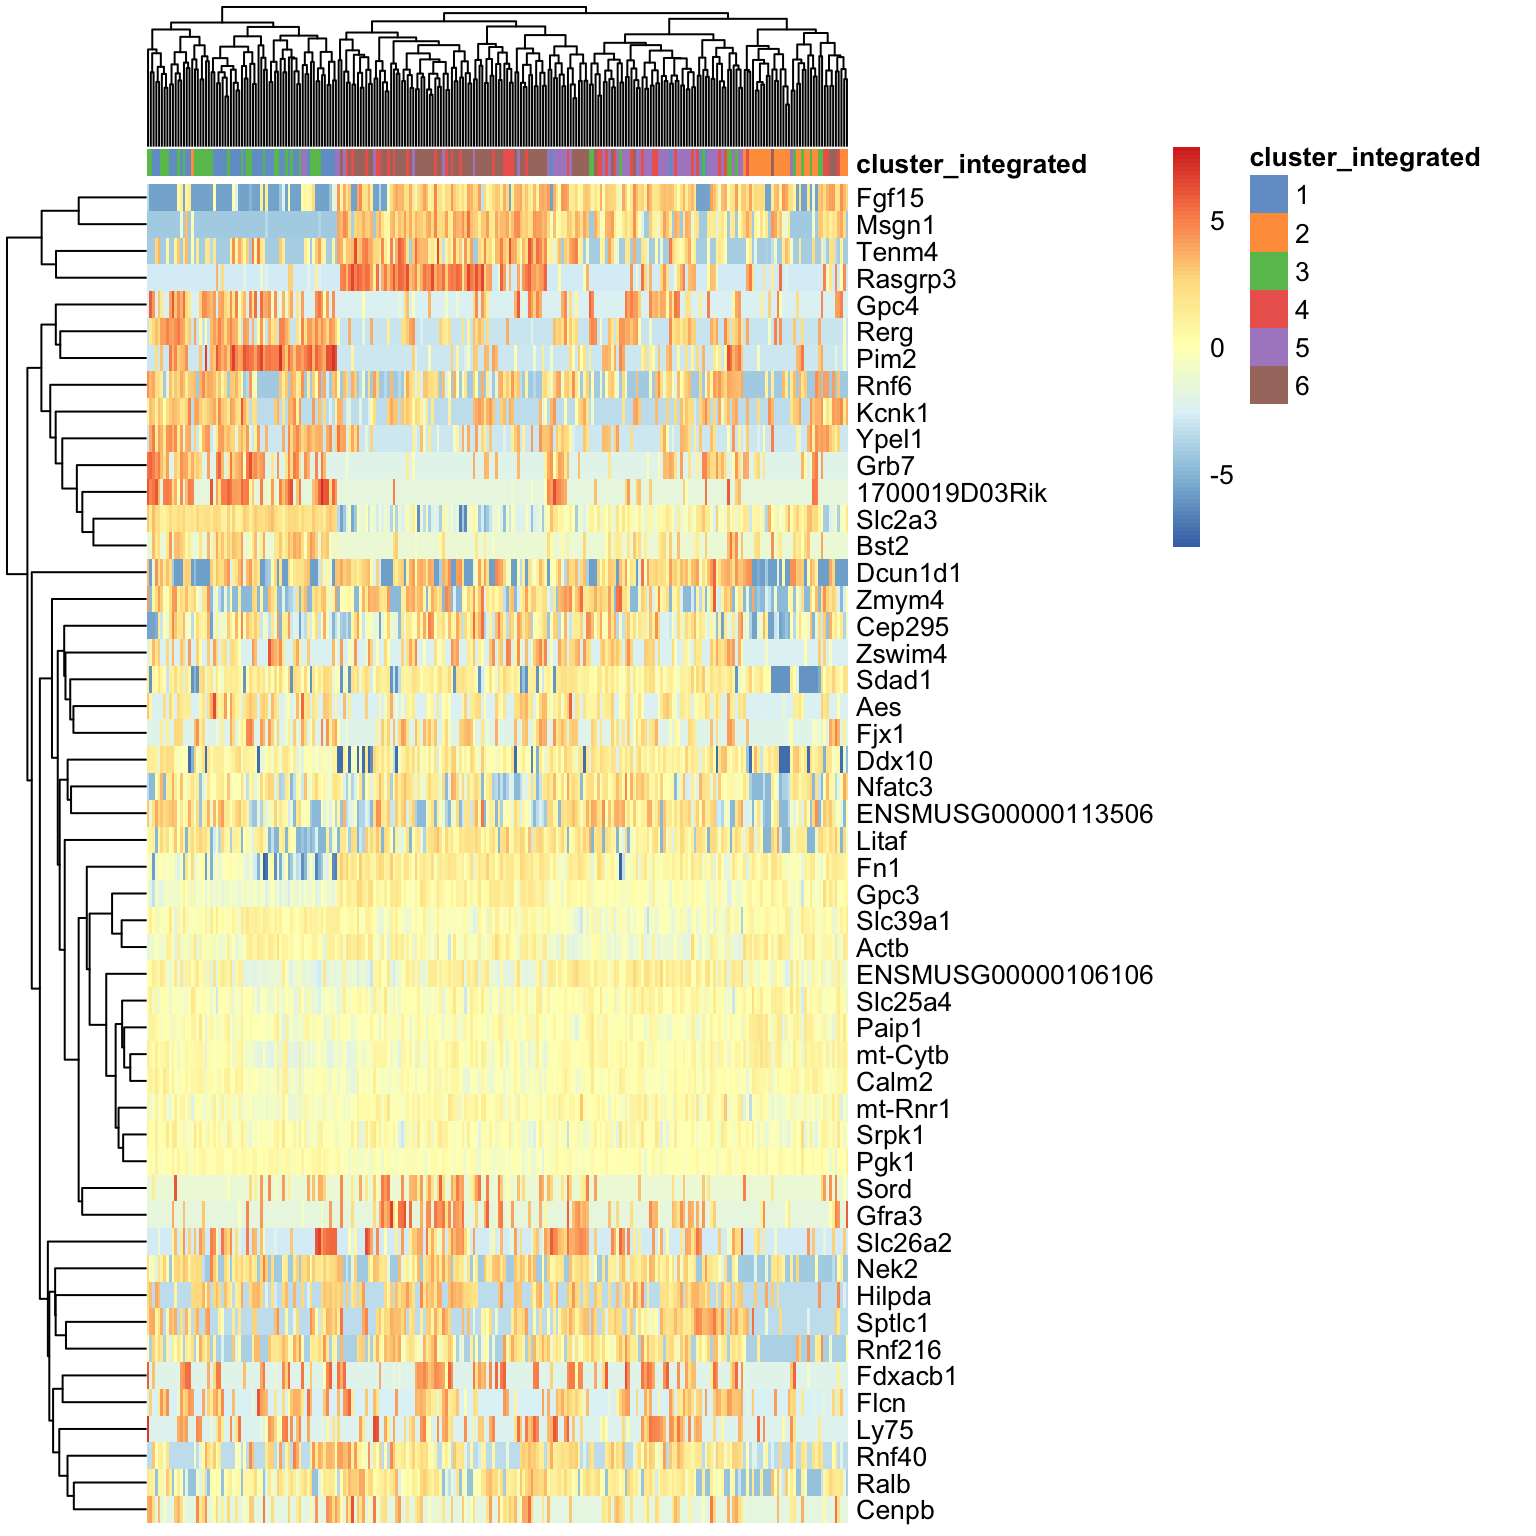 cluster_integrated
Fgf15
Msgn1
Tenm4
Rasgrp3
Gpc4
Rerg
Pim2
Rnf6
Kcnk1
Ypel1
Grb7
1700019D03Rik
Slc2a3
Bst2
Dcun1d1
Zmym4
Cep295
Zswim4
Sdad1
Aes
Fjx1
Ddx10
Nfatc3
ENSMUSG00000113506
Litaf
Fn1
Gpc3
Slc39a1
Actb
ENSMUSG00000106106
Slc25a4
Paip1
mt-Cytb
Calm2
mt-Rnr1
Srpk1
Pgk1
Sord
Gfra3
Slc26a2
Nek2
Hilpda
Sptlc1
Rnf216
Fdxacb1
Flcn
Ly75
Rnf40
Ralb
Cenpb
5
0
-5
cluster_integrated
1
2
3
4
5
6